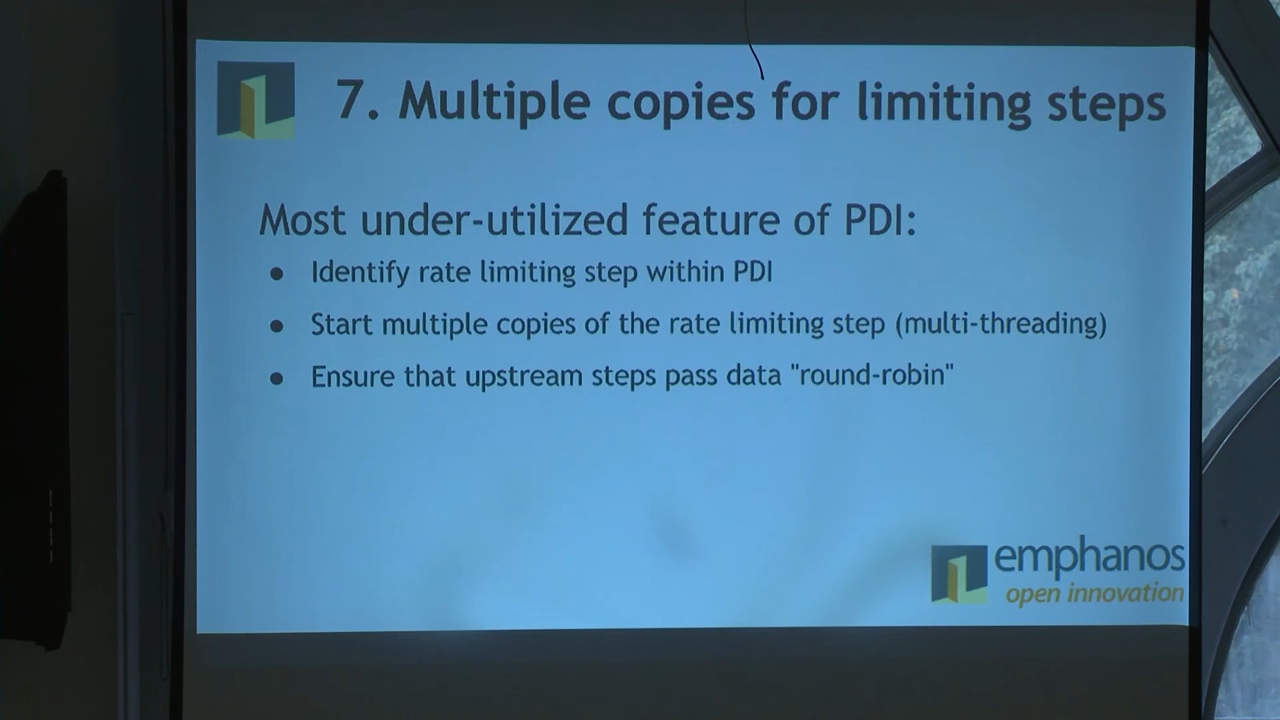 7. Multiple copies for limiting steps
Most under-utilized feature of PDI:
● Identify rate limiting step within PDI
● Start multiple copies of the rate limiting step (multi-threading)
● Ensure that upstream steps pass data "round-robin"
emphanos
open innovation